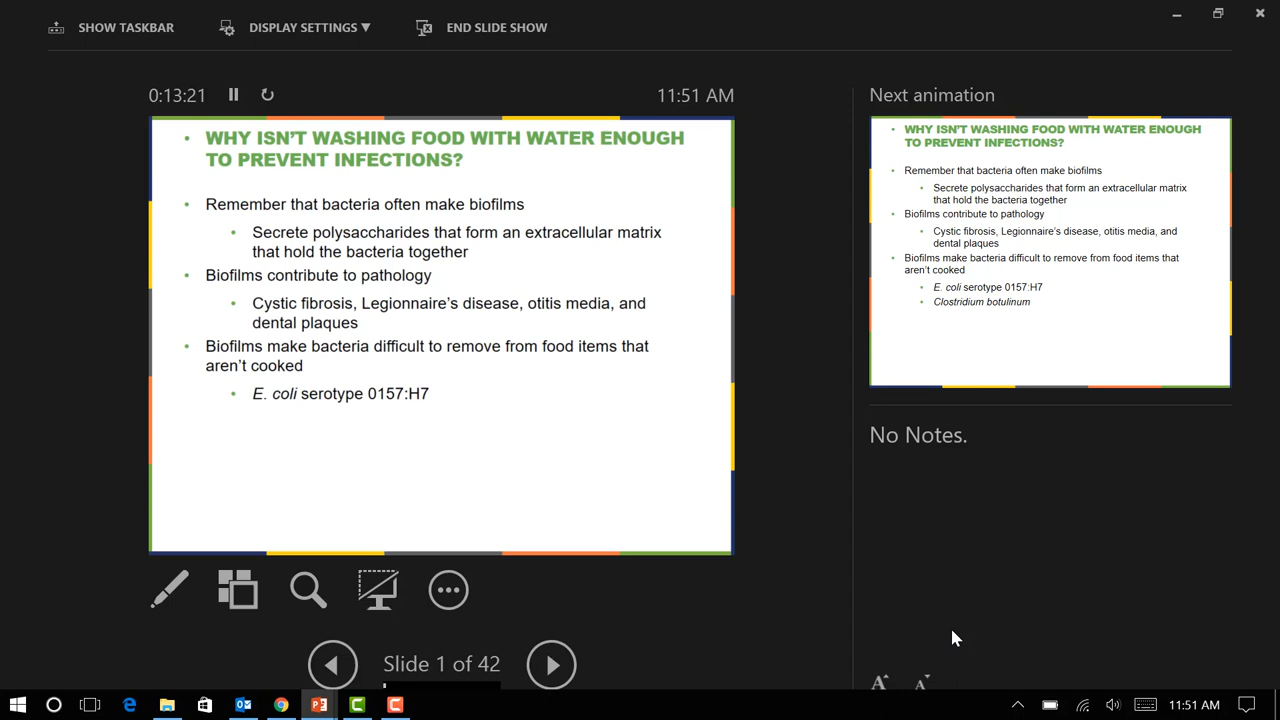 SHOW TASKBAR
DISPLAY SETTINGS ▼
END SLIDE SHOW
0:13:21
11:51 AM
• WHY ISN'T WASHING FOOD WITH WATER ENOUGH
TO PREVENT INFECTIONS?
• Remember that bacteria often make biofilms
• Secrete polysaccharides that form an extracellular matrix
that hold the bacteria together
• Biofilms contribute to pathology
• Cystic fibrosis, Legionnaire's disease, otitis media, and
dental plaques
• Biofilms make bacteria difficult to remove from food items that
aren't cooked
• E. coli serotype 0157:H7
Slide 1 of 42
Next animation
• WHY ISN'T WASHING FOOD WITH WATER ENOUGH
TO PREVENT INFECTIONS?
• Remember that bacteria often make biofilms
• Secrete polysaccharides that form an extracellular matrix
that hold the bacteria together
• Biofilms contribute to pathology
• Cystic fibrosis, Legionnaire's disease, otitis media, and
dental plaques
• Biofilms make bacteria difficult to remove from food items that
aren't cooked
• E. coli serotype 0157:H7
• Clostridium botulinum
No Notes.
A A
11:51 AM